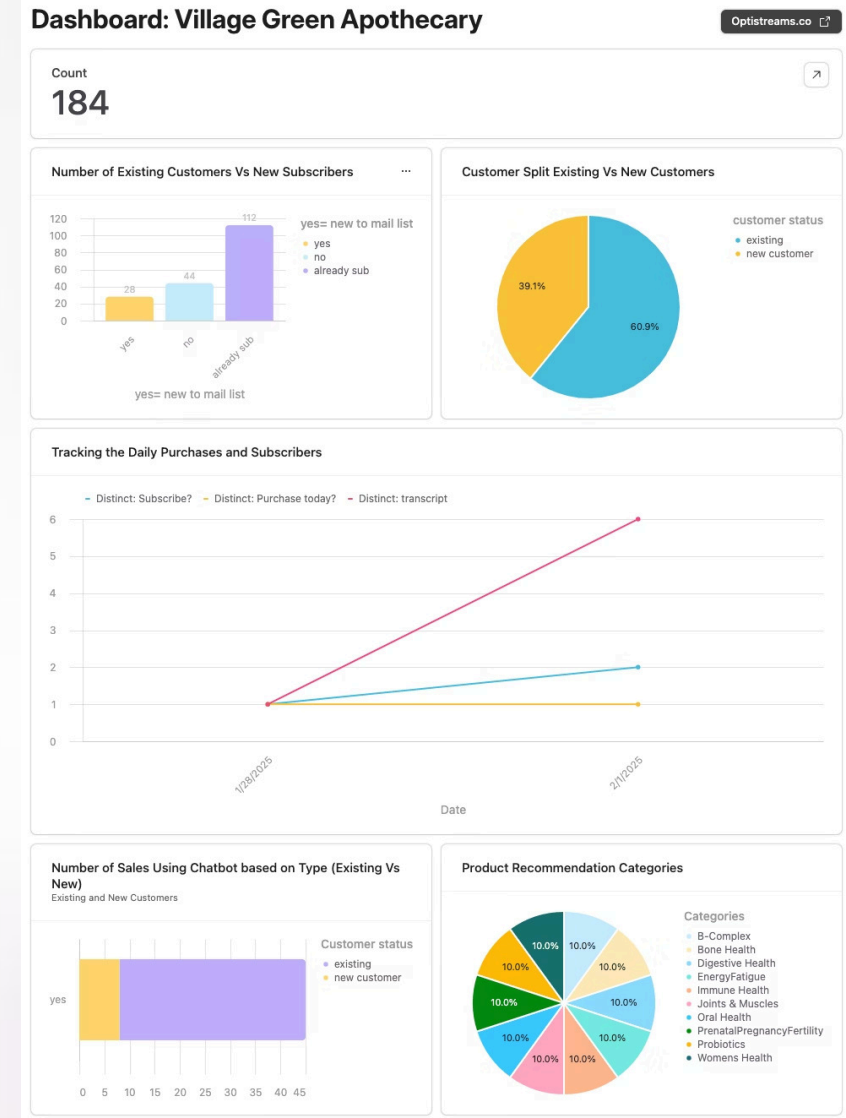 Dashboard: Village Green Apothecary
Optistreams.co
Count
184
Number of Existing Customers Vs New Subscribers
...
120
100
80
60
40
20
0
28
44
112
yes
no
already sub
yes= new to mail list
yes= new to mail list
yes
no
already sub
Customer Split Existing Vs New Customers
39.1%
60.9%
customer status
existing
new customer
Tracking the Daily Purchases and Subscribers
Distinct: Subscribe? Distinct: Purchase today? Distinct: transcript
6
5
4
3
2
1
0
1/28/2025
2/1/2025
Date
Number of Sales Using Chatbot based on Type (Existing Vs
New)
Existing and New Customers
yes
0 5 10 15 20 25 30 35 40 45
Customer status
existing
new customer
Product Recommendation Categories
10.0% 10.0%
10.0% 10.0%
10.0% 10.0%
10.0% 10.0%
10.0% 10.0%
Categories
B-Complex
Bone Health
Digestive Health
EnergyFatigue
Immune Health
Joints & Muscles
Oral Health
PrenatalPregnancyFertility
Probiotics
Womens Health